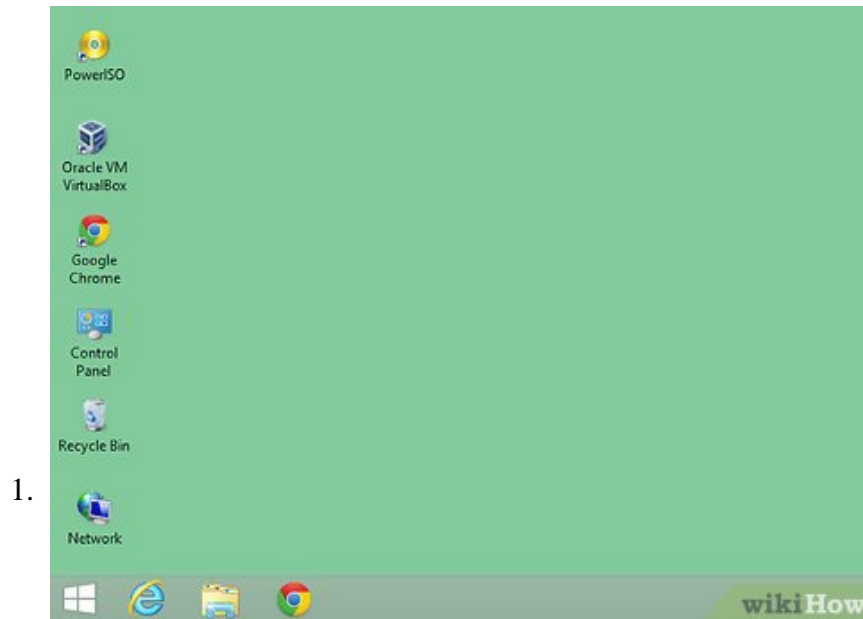 PowerISO
Oracle VM
VirtualBox
Google
Chrome
Control
Panel
Recycle Bin
1.
Network
wikiHow